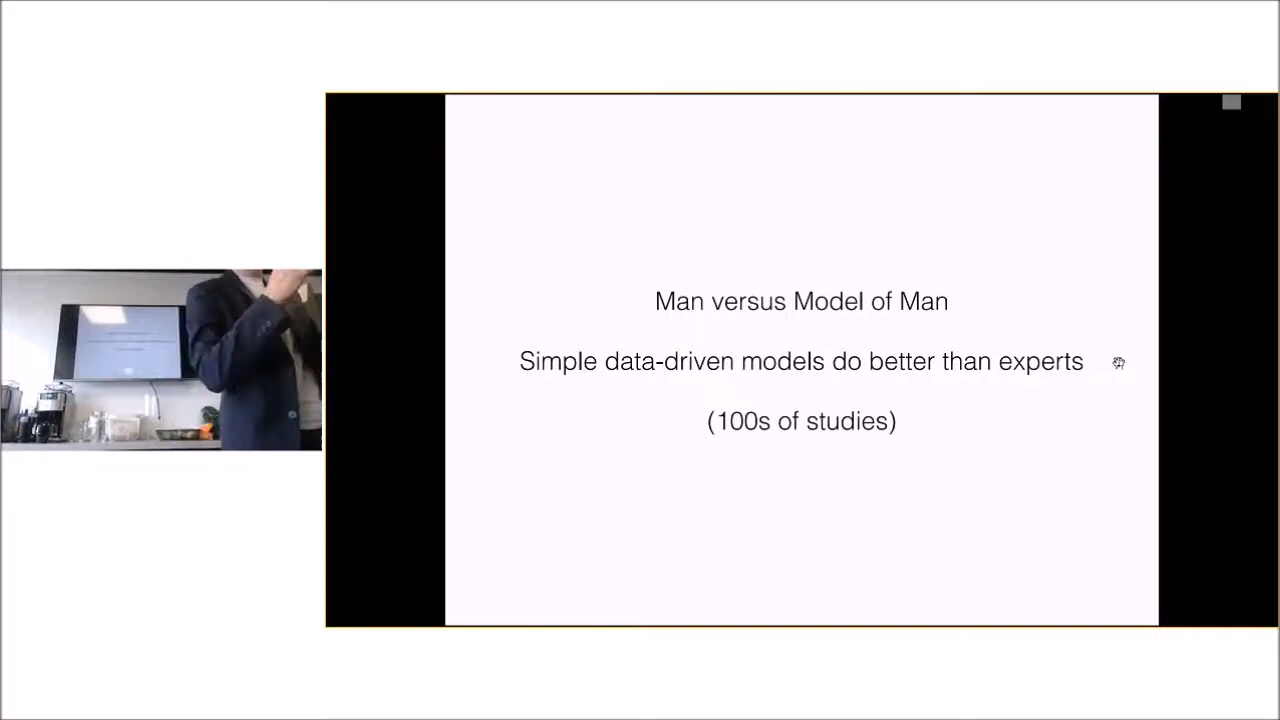 Man versus Model of Man
Simple data-driven models do better than experts
(100s of studies)